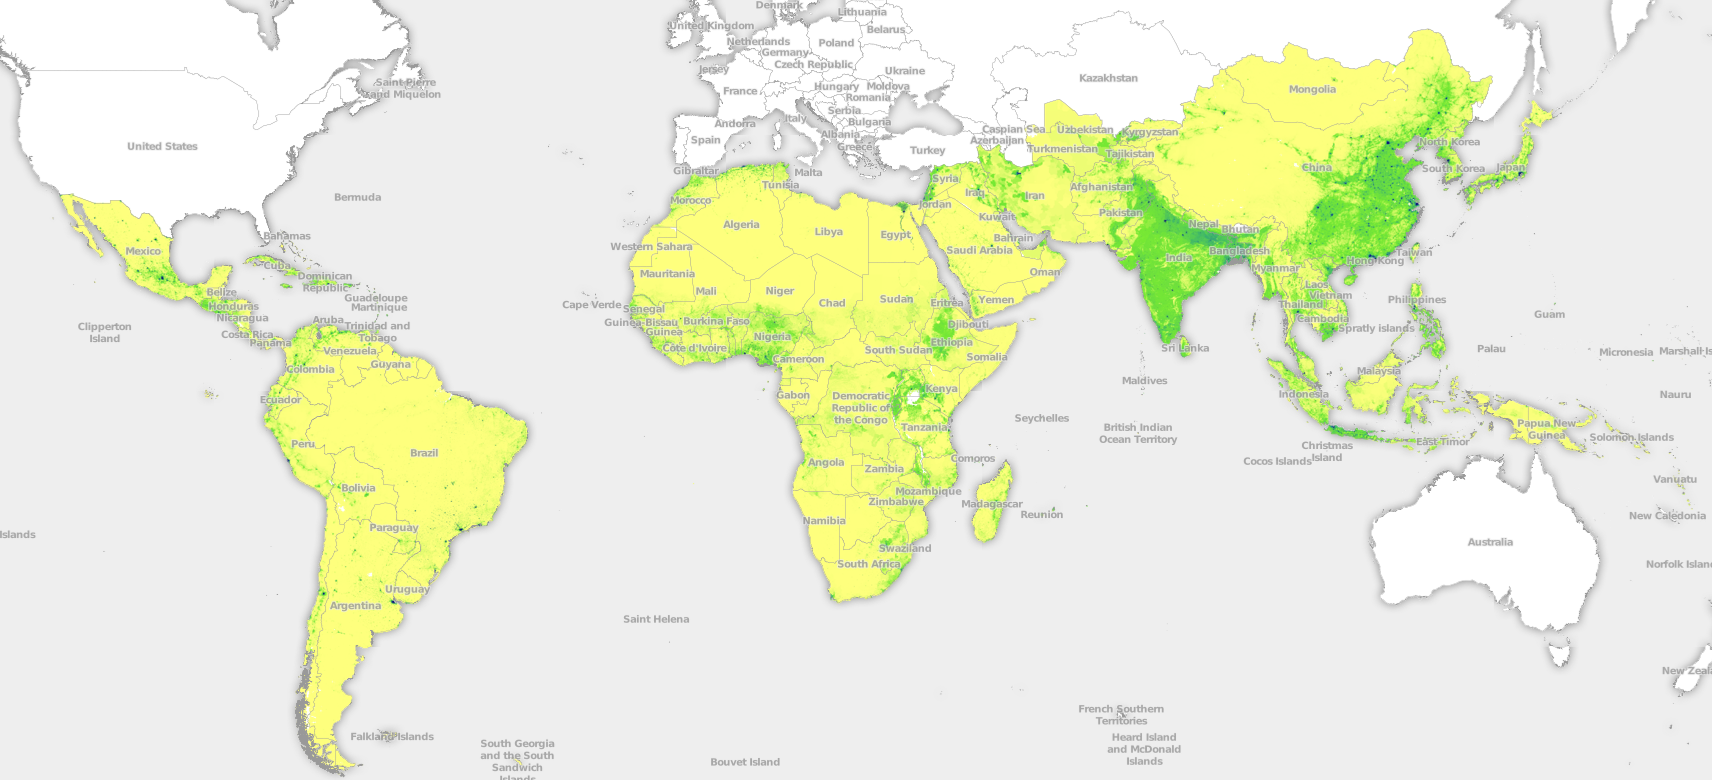 Denmark
Lithuania
United Kingdom
Belarus
Netherlands
Poland
Germany
Czech Republic
Jersey
Ukraine
Kazakhstan
Saint Pierre
and Miquelon
France
Hungary
Moldova
Romania
Mongolia
Serbia
Andorra
Italy
Bulgaria
Albania
Spain
Greece
Turkey
Caspian Sea
Azerbaijan
Uzbekistan
Kyrgyzstan
Turkmenistan
Tajikistan
North Korea
South Korea
Japan
China
United States
Gibraltar
Malta
Tunisia
Syria
Iraq
Iran
Afghanistan
Bermuda
Morocco
Jordan
Kuwait
Pakistan
Algeria
Libya
Egypt
Nepal
Bhutan
Bahamas
Western Sahara
Bahrain
Saudi Arabia
Bangladesh
India
Taiwan
Hong Kong
Mexico
Cuba
Dominican
Republic
Mauritania
Oman
Myanmar
Laos
Vietnam
Belize
Honduras
Guadeloupe
Martinique
Cape Verde
Senegal
Mali
Niger
Chad
Sudan
Eritrea
Yemen
Thailand
Philippines
Guam
Nicaragua
Aruba
Trinidad and
Tobago
Guinea-Bissau
Guinea
Burkina Faso
Djibouti
Cambodia
Spratly islands
Clipperton
Island
Costa Rica
Panama
Nigeria
Ethiopia
Venezuela
Côte d'Ivoire
Cameroon
South Sudan
Somalia
Sri Lanka
Palau
Micronesia
Marshall Is
Guyana
Colombia
Maldives
Malaysia
Ecuador
Gabon
Democratic
Republic of
the Congo
Kenya
Indonesia
Nauru
Seychelles
Tanzania
British Indian
Ocean Territory
Papua New
Guinea
Solomon Islands
East Timor
Peru
Brazil
Christmas
Island
Cocos Islands
Angola
Zambia
Comoros
Bolivia
Mozambique
Zimbabwe
Madagascar
Reunion
Vanuatu
New Caledonia
Namibia
Paraguay
Islands
Swaziland
Australia
South Africa
Norfolk Islan
Uruguay
Argentina
Saint Helena
New Zeal
French Southern
Territories
Falkland Islands
South Georgia
and the South
Sandwich
Islands
Heard Island
and McDonald
Islands
Bouvet Island